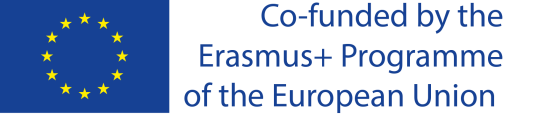 Co-funded by the
Erasmus+ Programme
of the European Union